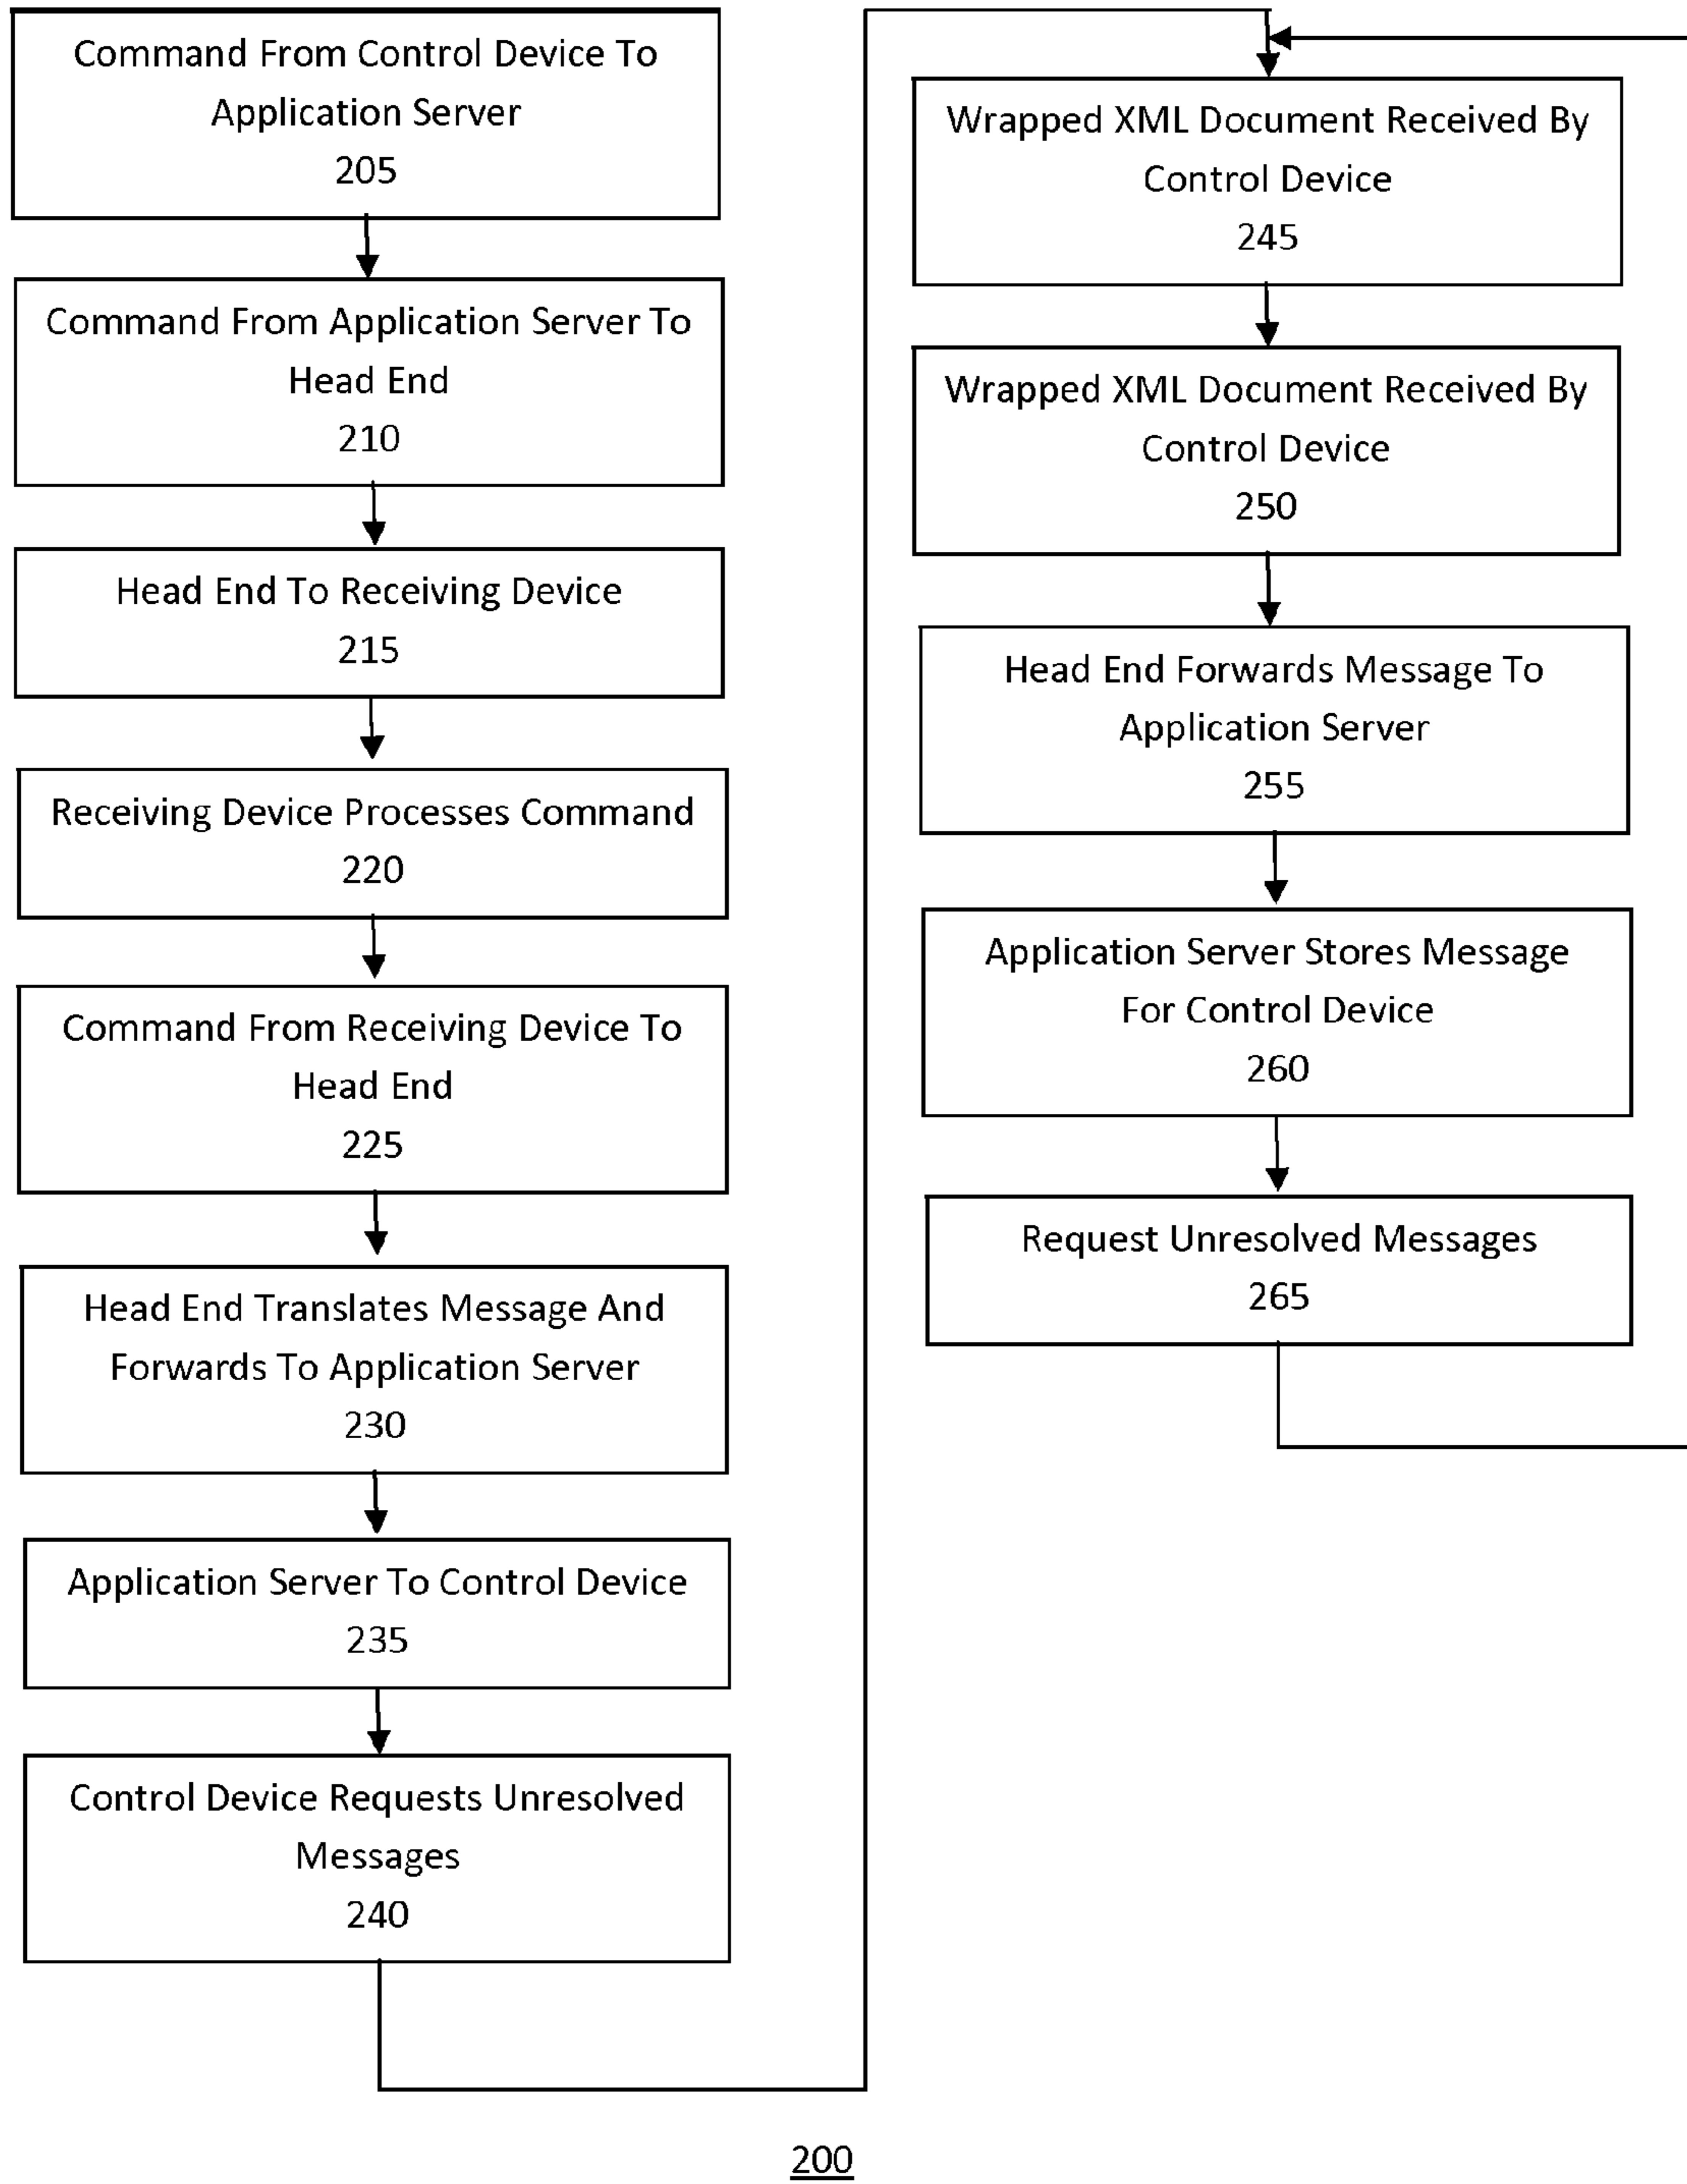 Command From Control Device To
Application Server
205
Command From Application Server To
Head End
210
Head End To Receiving Device
215
Receiving Device Processes Command
220
Command From Receiving Device To
Head End
225
Head End Translates Message And
Forwards To Application Server
230
Application Server To Control Device
235
Control Device Requests Unresolved
Messages
240
Wrapped XML Document Received By
Control Device
245
Wrapped XML Document Received By
Control Device
250
Head End Forwards Message To
Application Server
255
Application Server Stores Message
For Control Device
260
Request Unresolved Messages
265
200